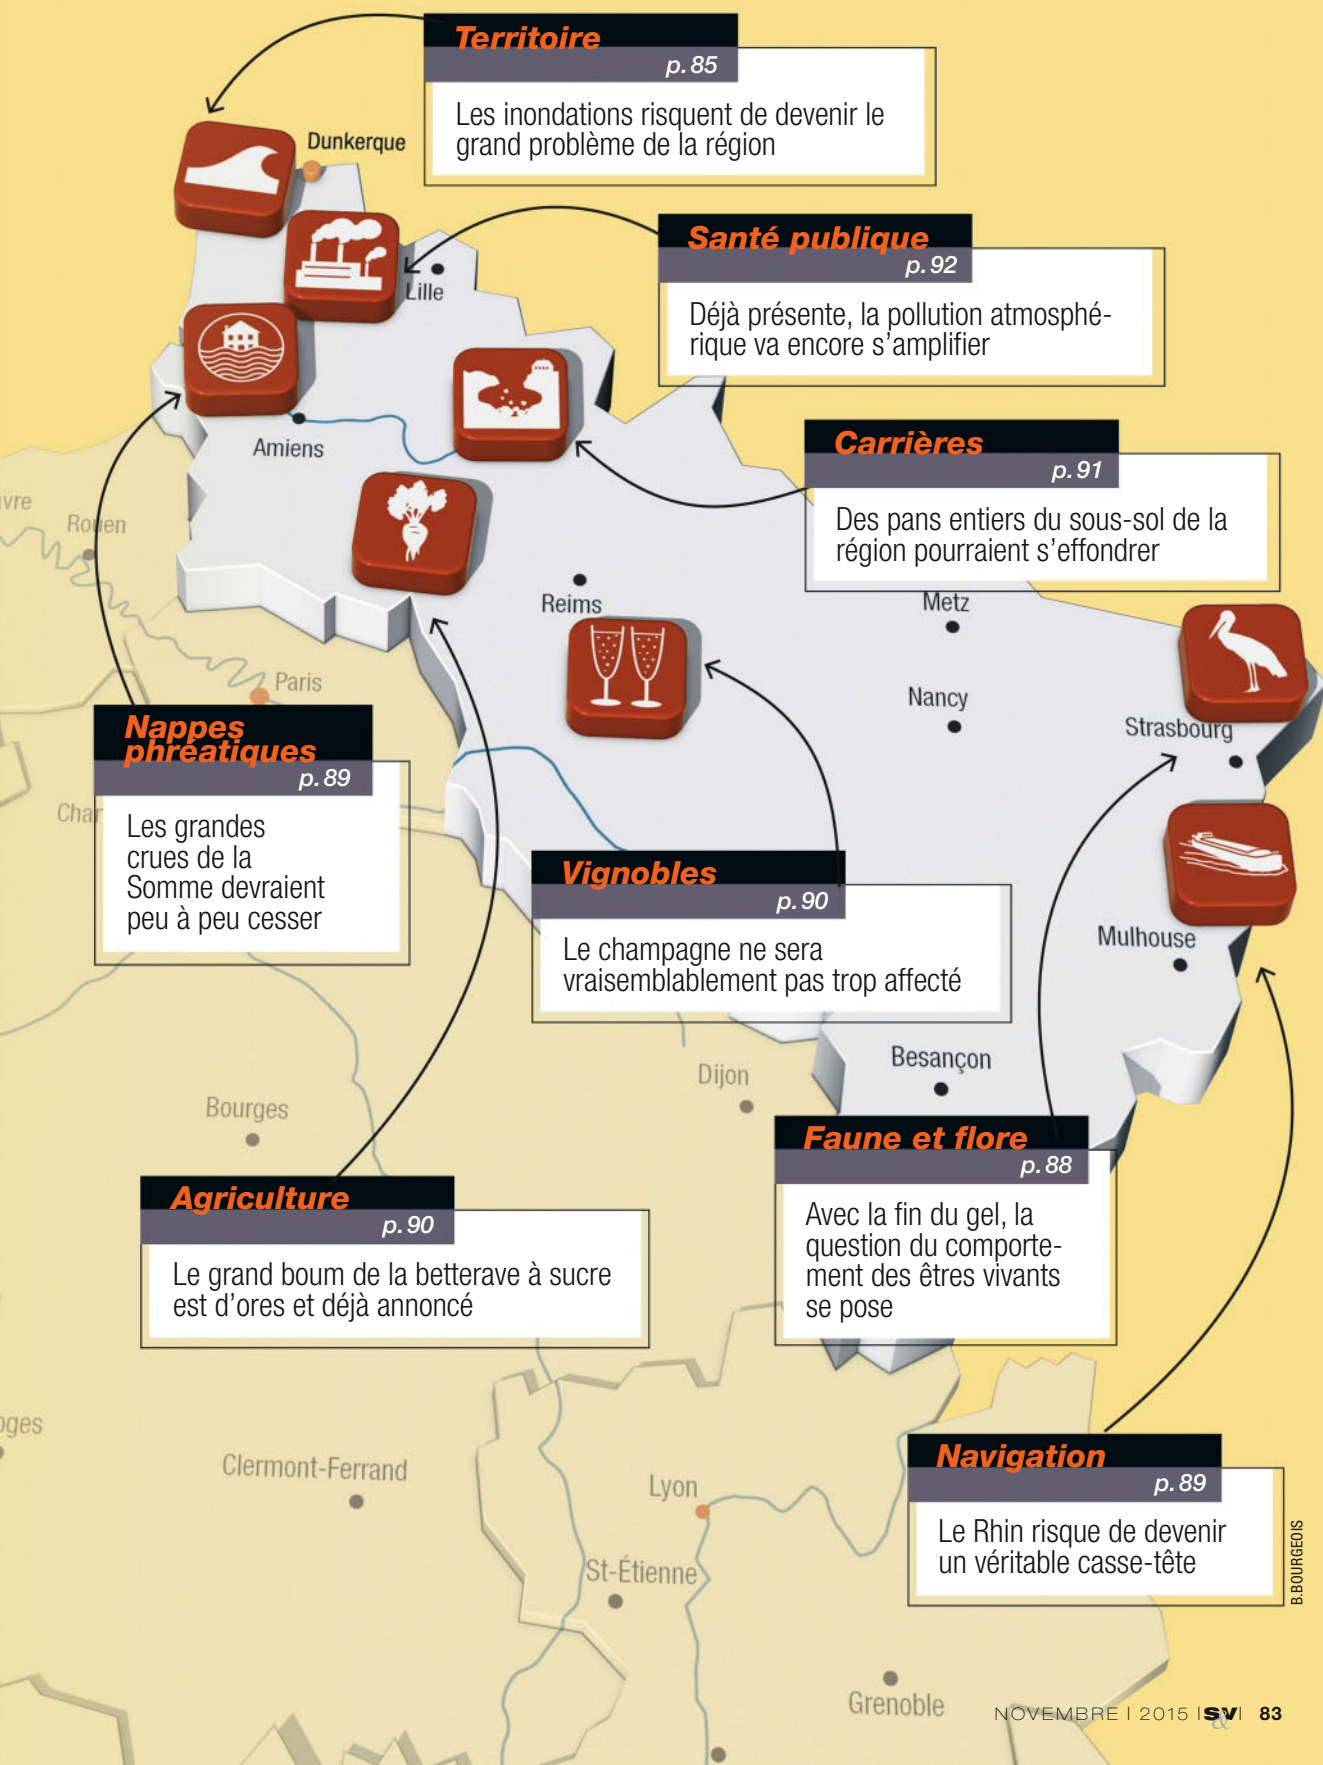 Territoire
p. 85
Les inondations risquent de devenir le
grand problème de la région
Dunkerque
Santé publique
p. 92
Déjà présente, la pollution atmosphé-
rique va encore s'amplifier
Lille
Carrières
p. 91
Des pans entiers du sous-sol de la
région pourraient s'effondrer
Amiens
vre
Rouen
Reims
Metz
Paris
Nancy
Strasbourg
Nappes
phréatiques
p. 89
Les grandes
crues de la
Somme devraient
peu à peu cesser
Char
Vignobles
p. 90
Le champagne ne sera
vraisemblablement pas trop affecté
Mulhouse
Besançon
Dijon
Bourges
Faune et flore
p. 88
Avec la fin du gel, la
question du comporte-
ment des êtres vivants
se pose
Agriculture
p. 90
Le grand boum de la betterave à sucre
est d'ores et déjà annoncé
oges
Clermont-Ferrand
Lyon
St-Étienne
Navigation
p. 89
Le Rhin risque de devenir
un véritable casse-tête
B.BOURGEOIS
Grenoble
NOVEMBRE | 2015 | S&V | 83